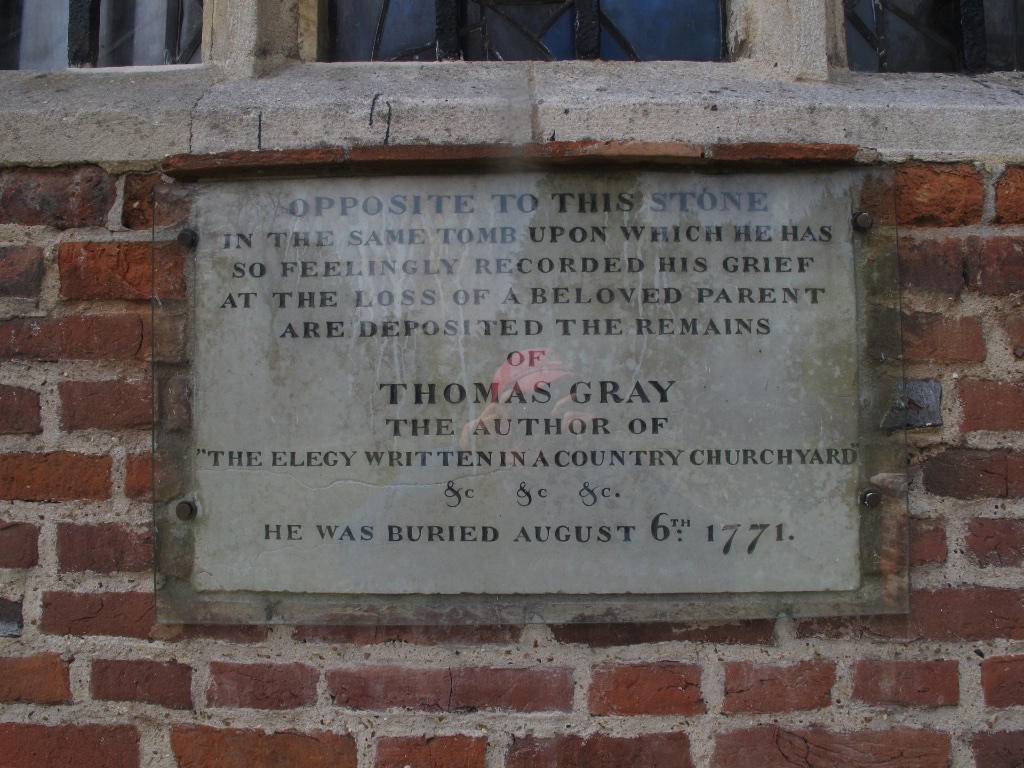 OPPOSITE TO THIS STONE
IN THE SAME TOMB UPON WHICH HE HAS
SO FEELINGLY RECORDED HIS GRIEF
AT THE LOSS OF A BELOVED PARENT
ARE DEPOSITED THE REMAINS
OF
THOMAS GRAY
THE AUTHOR OF
"THE ELEGY WRITTEN IN A COUNTRY CHURCHYARD"
&c &c &c.
HE WAS BURIED AUGUST 6TH. 1771.